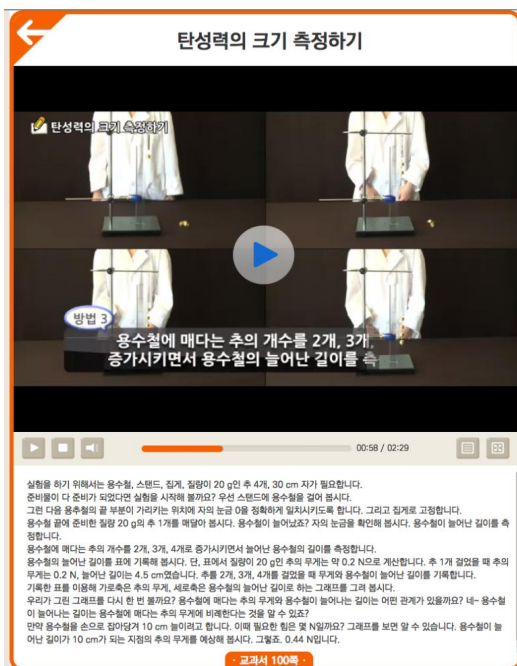 탄성력의 크기 측정하기
탄성력의 크기 측정하기
방법 3
용수철에 매다는 추의 개수를 2개, 3개,
증가시키면서 용수철의 늘어난 길이를 측
00:58 / 02:29
실험을 하기 위해서는 용수철, 스탠드, 집게, 질량이 20 g인 추 4개, 30 cm 자가 필요합니다.
준비물이 다 준비가 되었다면 실험을 시작해 볼까요? 우선 스탠드에 용수철을 걸어 봅시다.
그런 다음 용추철의 끝 부분이 가리키는 위치에 자의 눈금 0을 정확하게 일치시키도록 합니다. 그리고 집게로 고정합니다.
용수철 끝에 준비한 질량 20 g의 추 1개를 매달아 봅시다. 용수철이 늘어났죠? 자의 눈금을 확인해 봅시다. 용수철이 늘어난 길이를 측
정합니다.
용수철에 매다는 추의 개수를 2개, 3개, 4개로 증가시키면서 늘어난 용수철의 길이를 측정합니다.
용수철의 늘어난 길이를 표에 기록해 봅시다. 단, 표에서 질량이 20 g인 추의 무게는 약 0.2 N으로 계산합니다. 추 1개를 걸었을 때 추의
무게는 0.2 N, 늘어난 길이는 4.5 cm였습니다. 추를 2개, 3개, 4개를 걸었을 때 무게와 용수철이 늘어난 길이를 기록합니다.
기록한 표를 이용해 가로축은 추의 무게, 세로축은 용수철의 늘어난 길이로 하는 그래프를 그려 봅시다.
우리가 그린 그래프를 다시 한 번 볼까요? 용수철에 매다는 추의 무게와 용수철이 늘어나는 길이는 어떤 관계가 있을까요? 네~ 용수철
이 늘어나는 길이는 용수철에 매다는 추의 무게에 비례한다는 것을 알 수 있죠?
만약 용수철을 손으로 잡아당겨 10 cm 늘이려고 합니다. 이때 필요한 힘은 몇 N일까요? 그래프를 보면 알 수 있습니다. 용수철이 늘
어난 길이가 10 cm가 되는 지점의 추의 무게를 예상해 봅시다. 그렇죠. 0.44 N입니다.
· 교과서 100쪽 ·